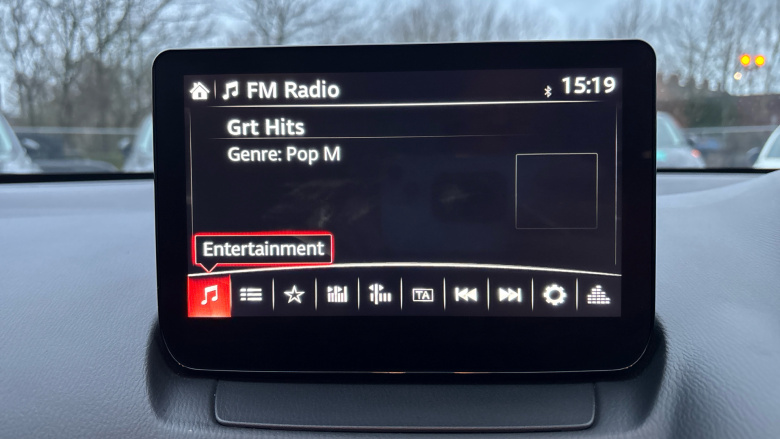 FM Radio 15:19
Grt Hits
Genre: Pop M
Entertainment
TA